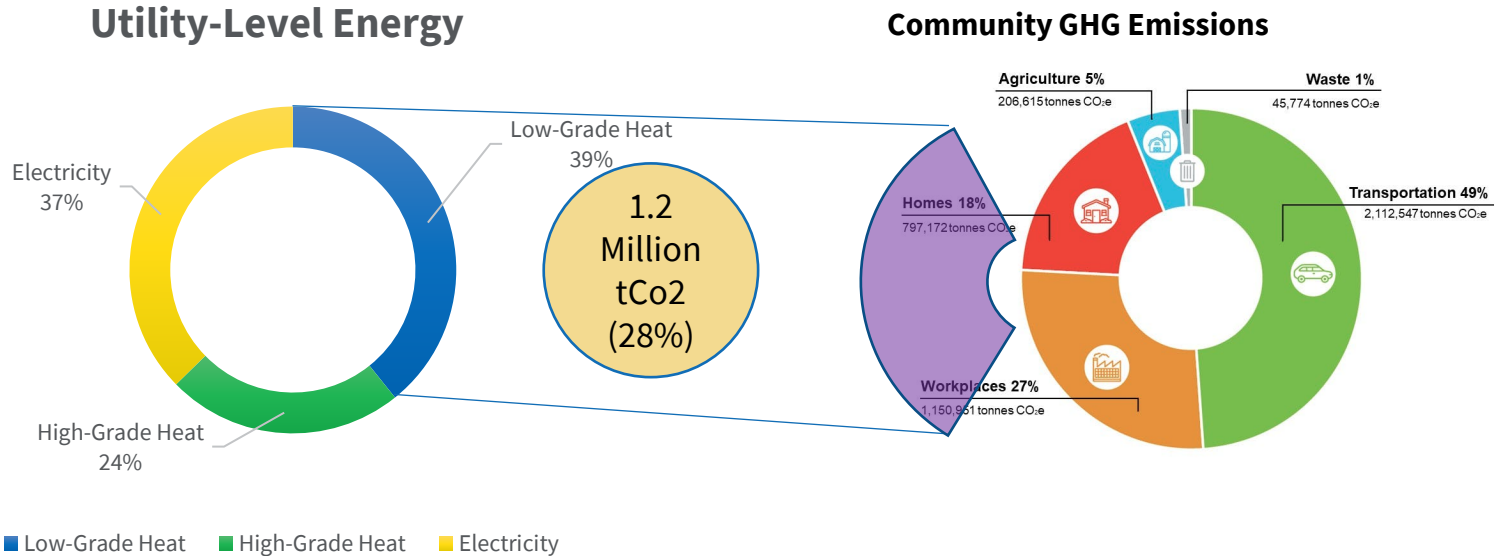 Utility-Level Energy
Electricity
37%
Low-Grade Heat
39%
High-Grade Heat
24%
Low-Grade Heat
High-Grade Heat
Electricity
1.2
Million
tCo2
(28%)
Community GHG Emissions
Agriculture 5%
206,615 tonnes CO₂e
Waste 1%
45,774 tonnes CO₂e
Homes 18%
797,172 tonnes CO₂e
Transportation 49%
2,112,547 tonnes CO₂e
Workplaces 27%
1,150,951 tonnes CO₂e